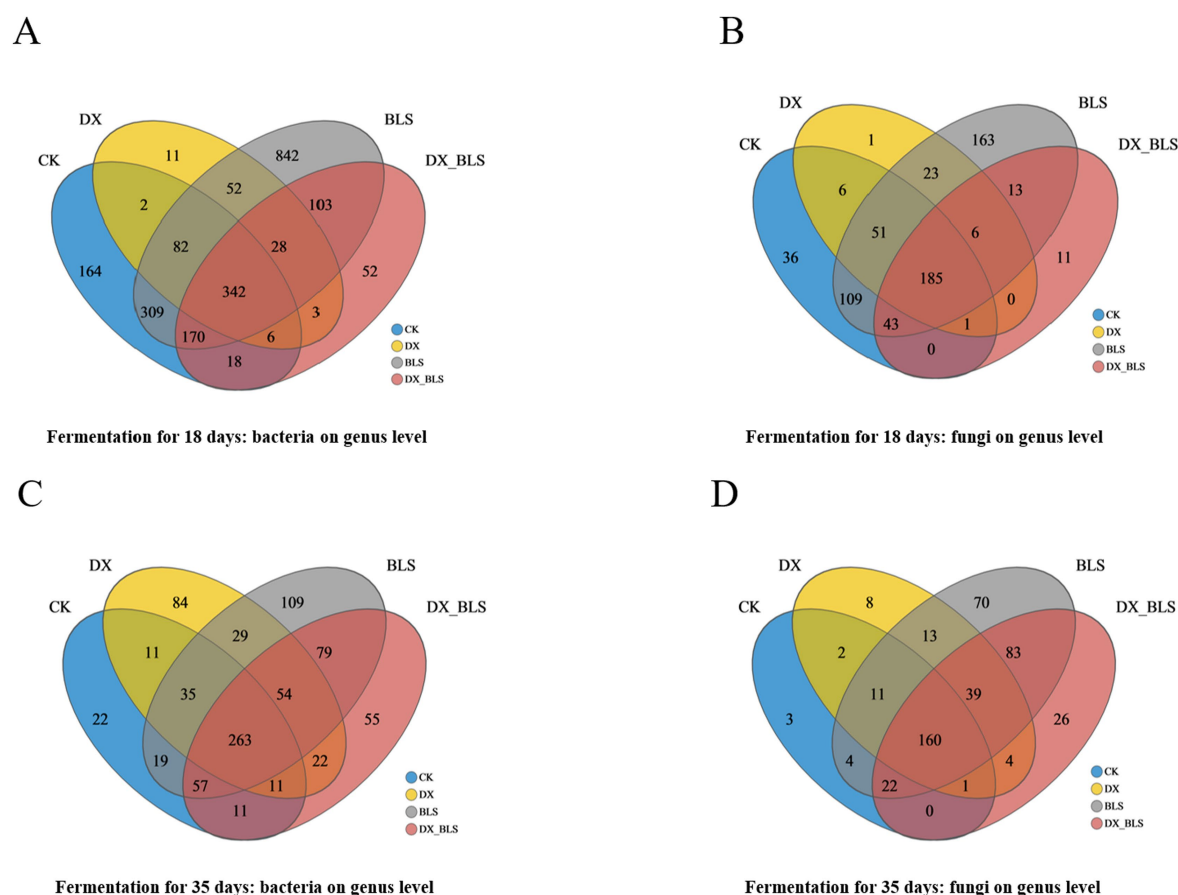 A
B
DX
BLS
CK
DX_BLS
11
842
52
2
103
82
28
164
52
342
309
3
170
6
18
CK
DX
BLS
DX_BLS
Fermentation for 18 days: bacteria on genus level
DX
BLS
CK
DX_BLS
1
163
23
6
13
51
6
36
11
185
109
0
43
1
0
CK
DX
BLS
DX_BLS
Fermentation for 18 days: fungi on genus level
C
D
DX
BLS
CK
DX_BLS
84
109
29
11
79
35
54
22
55
263
19
22
57
11
11
CK
DX
BLS
DX_BLS
Fermentation for 35 days: bacteria on genus level
DX
BLS
CK
DX_BLS
8
70
13
2
83
11
39
3
26
160
4
4
22
1
0
CK
DX
BLS
DX_BLS
Fermentation for 35 days: fungi on genus level